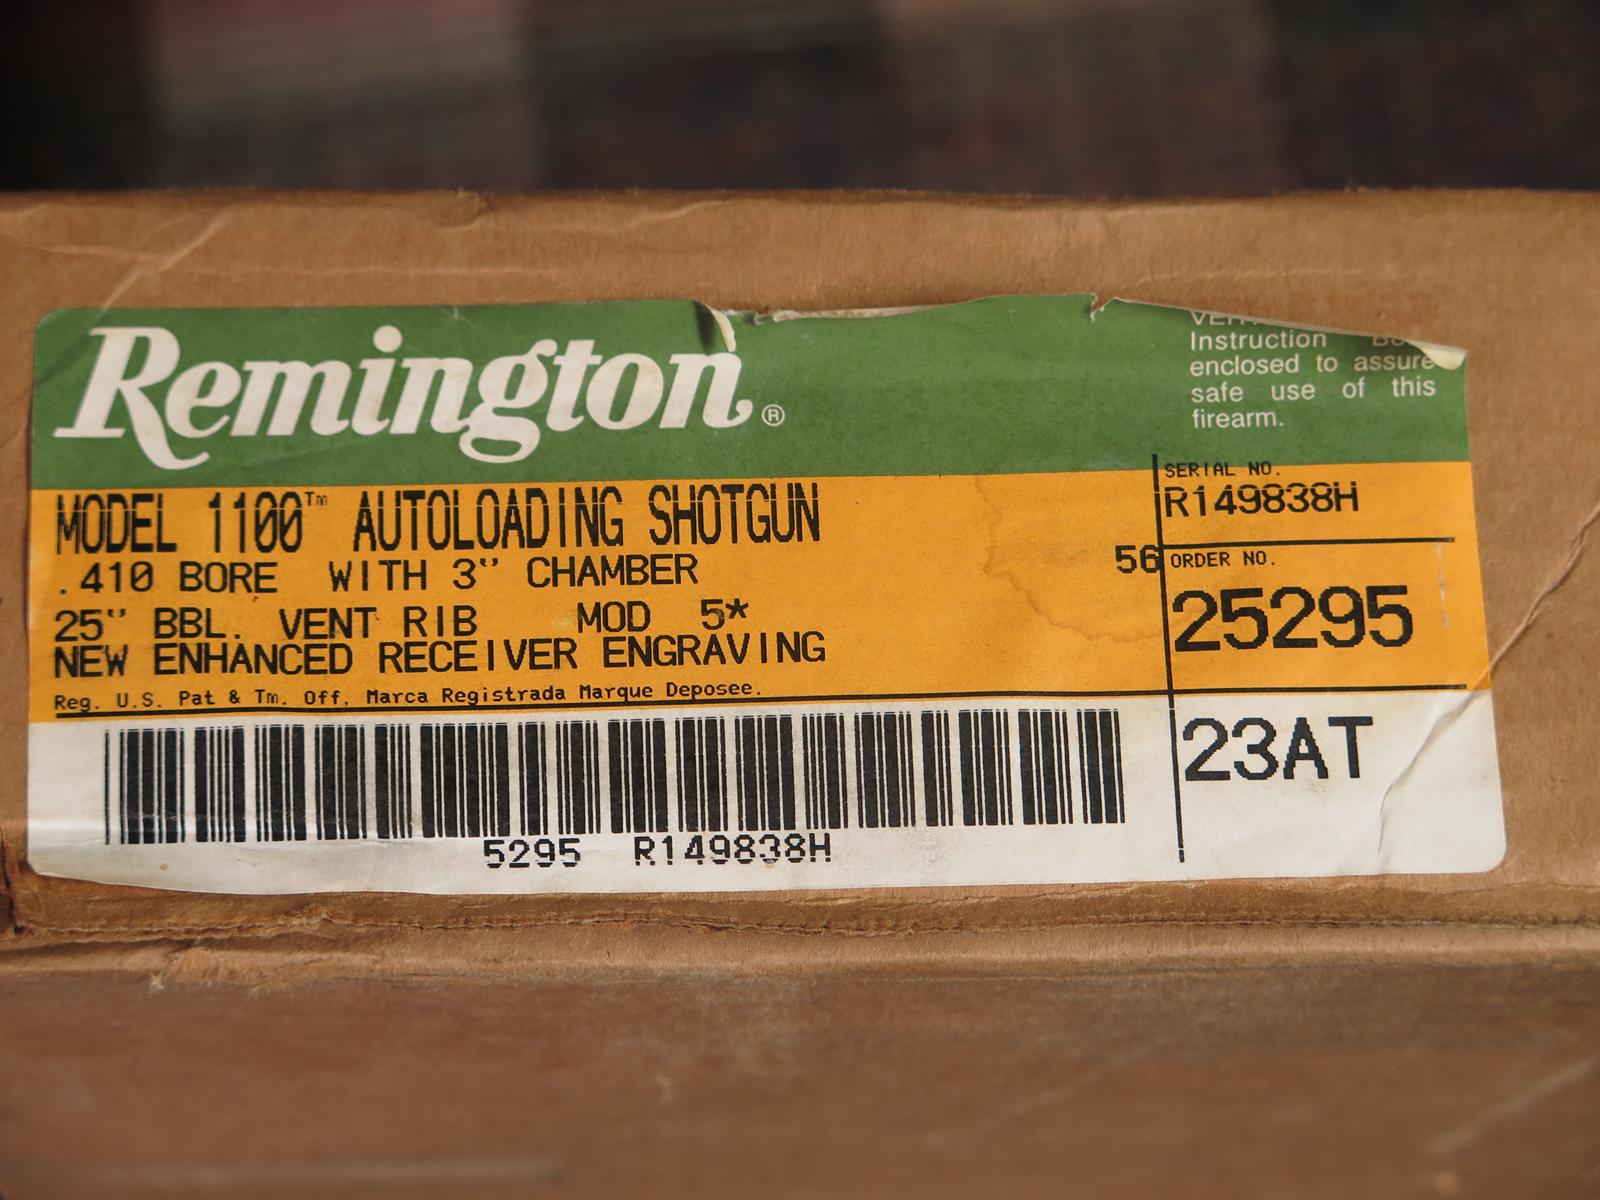 Remington®
Instruction
enclosed to assure
safe use of this
firearm.
MODEL 1100™ AUTOLOADING SHOTGUN
.410 BORE WITH 3" CHAMBER
25" BBL. VENT RIB MOD 5*
NEW ENHANCED RECEIVER ENGRAVING
Reg. U.S. Pat & Tm. Off, Marca Registrada Marque Deposee.
56
SERIAL NO.
R149838H
ORDER NO.
25295
23AT
5295 R149838H